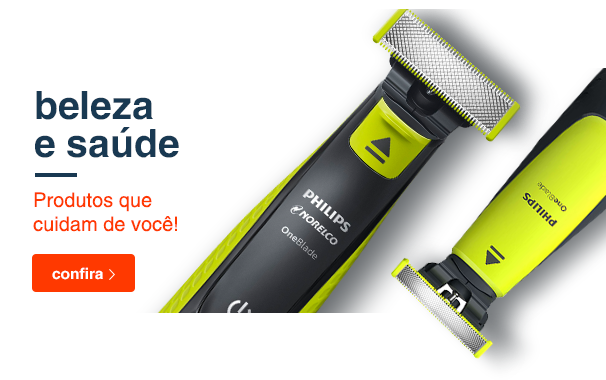 beleza
e saúde
Produtos que
cuidam de você!
confira
PHILIPS
NORELCO
OneBlade
PHILIPS
OneBlade